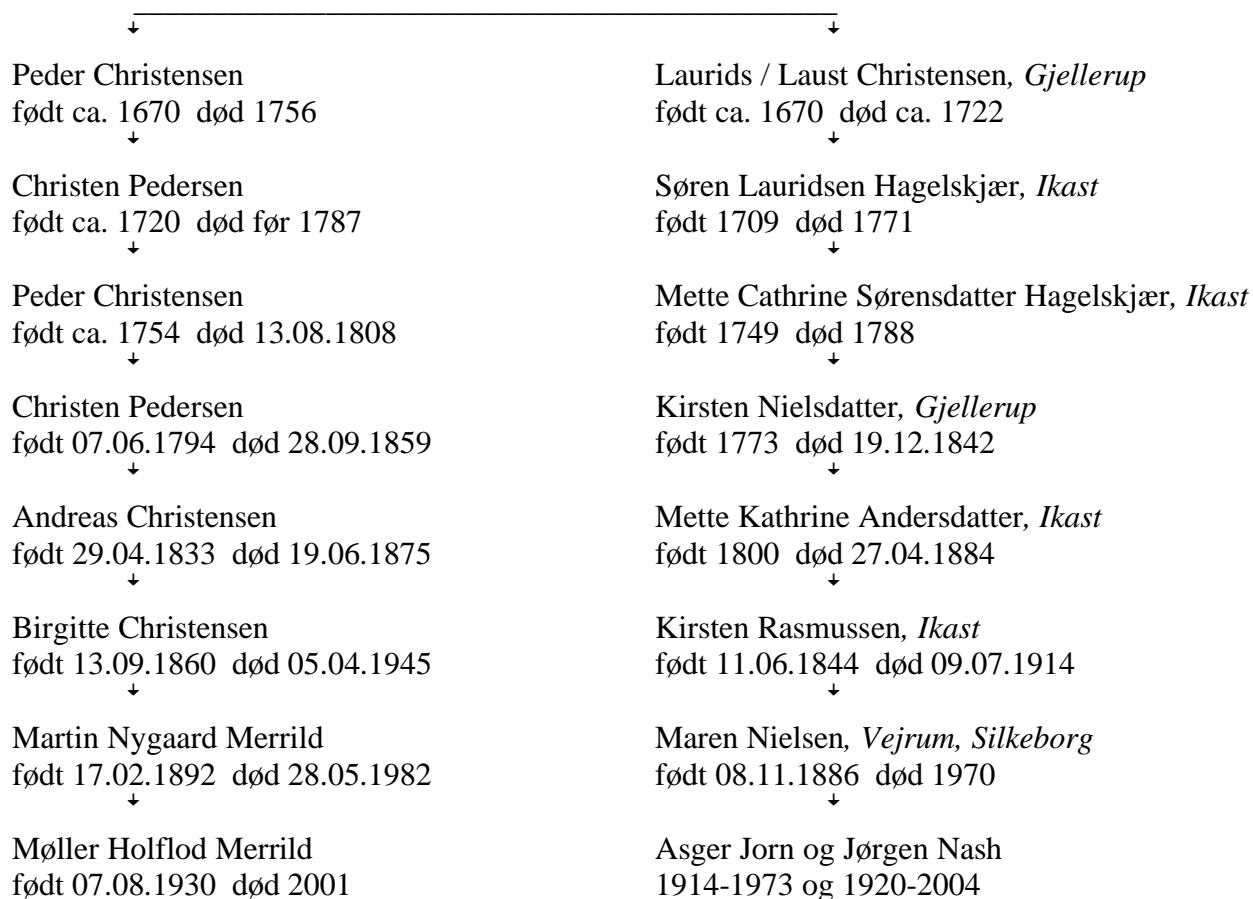 Peder Christensen
født ca. 1670 død 1756
Laurids / Laust Christensen, Gjellerup
født ca. 1670 død ca. 1722
Christen Pedersen
født ca. 1720 død før 1787
Søren Lauridsen Hagelskjær, Ikast
født 1709 død 1771
Peder Christensen
født ca. 1754 død 13.08.1808
Mette Cathrine Sørensdatter Hagelskjær, Ikast
født 1749 død 1788
Christen Pedersen
født 07.06.1794 død 28.09.1859
Kirsten Nielsdatter, Gjellerup
født 1773 død 19.12.1842
Andreas Christensen
født 29.04.1833 død 19.06.1875
Mette Kathrine Andersdatter, Ikast
født 1800 død 27.04.1884
Birgitte Christensen
født 13.09.1860 død 05.04.1945
Kirsten Rasmussen, Ikast
født 11.06.1844 død 09.07.1914
Martin Nygaard Merrild
født 17.02.1892 død 28.05.1982
Maren Nielsen, Vejrum, Silkeborg
født 08.11.1886 død 1970
Møller Holflod Merrild
født 07.08.1930 død 2001
Asger Jorn og Jørgen Nash
1914-1973 og 1920-2004